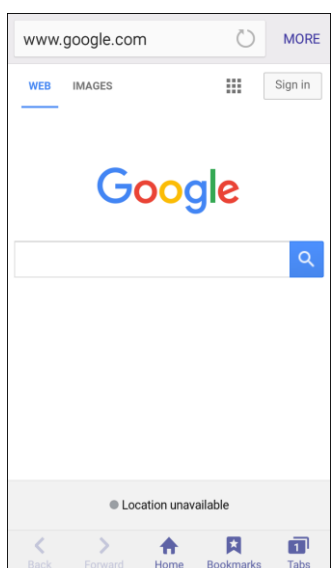 www.google.com MORE
WEB IMAGES Sign in
Google
Location unavailable
Back Forward Home Bookmarks 1 Tabs